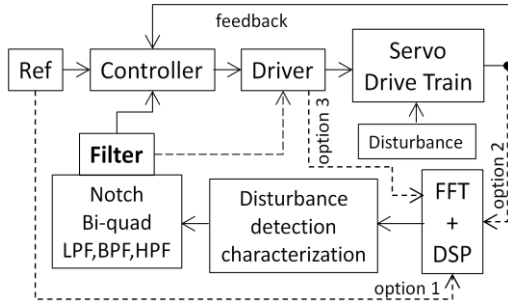 feedback
Ref
Controller
Driver
Servo
Drive Train
Disturbance
option 3
option 2
Filter
Notch
Bi-quad
LPF,BPF,HPF
Disturbance
detection
characterization
FFT
+
DSP
option 1